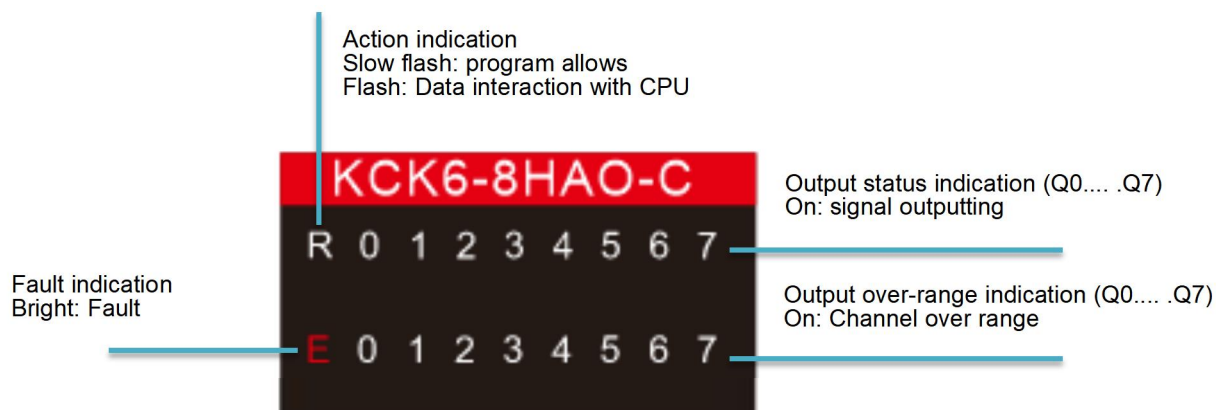 Action indication
Slow flash: program allows
Flash: Data interaction with CPU
KCK6-8HAO-C
R 0 1 2 3 4 5 6 7
Output status indication (Q0.... .Q7)
On: signal outputting
Fault indication
Bright: Fault
E 0 1 2 3 4 5 6 7
Output over-range indication (Q0.... .Q7)
On: Channel over range